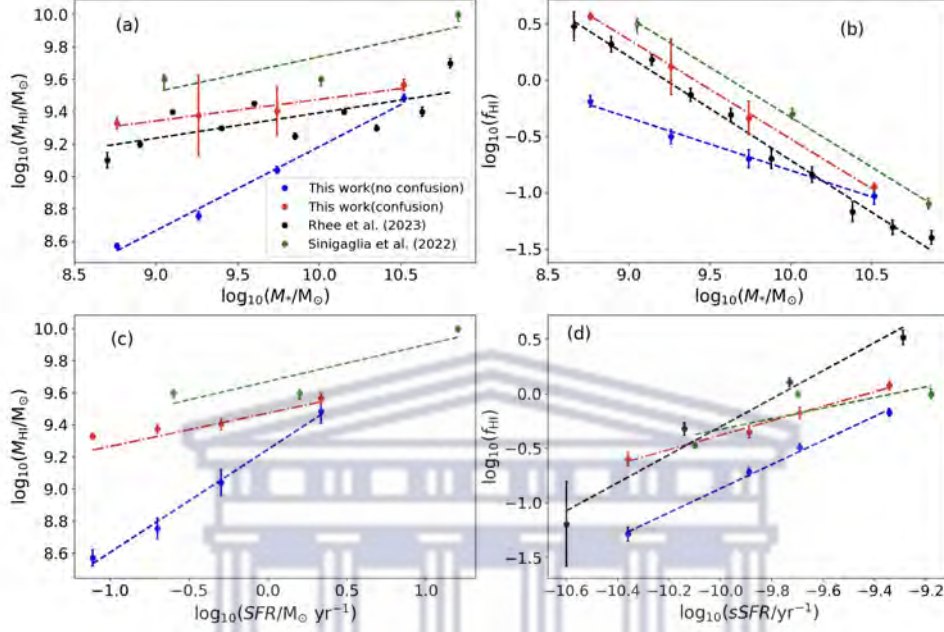 (a)
log₁₀(M_HI/M⊙)
10.0
9.8
9.6
9.4
9.2
9.0
8.8
8.6
This work(no confusion)
This work(confusion)
Rhee et al. (2023)
Sinigaglia et al. (2022)
8.5 9.0 9.5 10.0 10.5
log₁₀(M*/M⊙)
(b)
log₁₀(f_HI)
0.5
0.0
−0.5
−1.0
−1.5
8.5 9.0 9.5 10.0 10.5
log₁₀(M*/M⊙)
(c)
log₁₀(M_HI/M⊙)
10.0
9.8
9.6
9.4
9.2
9.0
8.8
8.6
−1.0 −0.5 0.0 0.5 1.0
log₁₀(SFR/M⊙ yr⁻¹)
(d)
log₁₀(f_HI)
0.5
0.0
−0.5
−1.0
−1.5
−10.6 −10.4 −10.2 −10.0 −9.8 −9.6 −9.4 −9.2
log₁₀(sSFR/yr⁻¹)